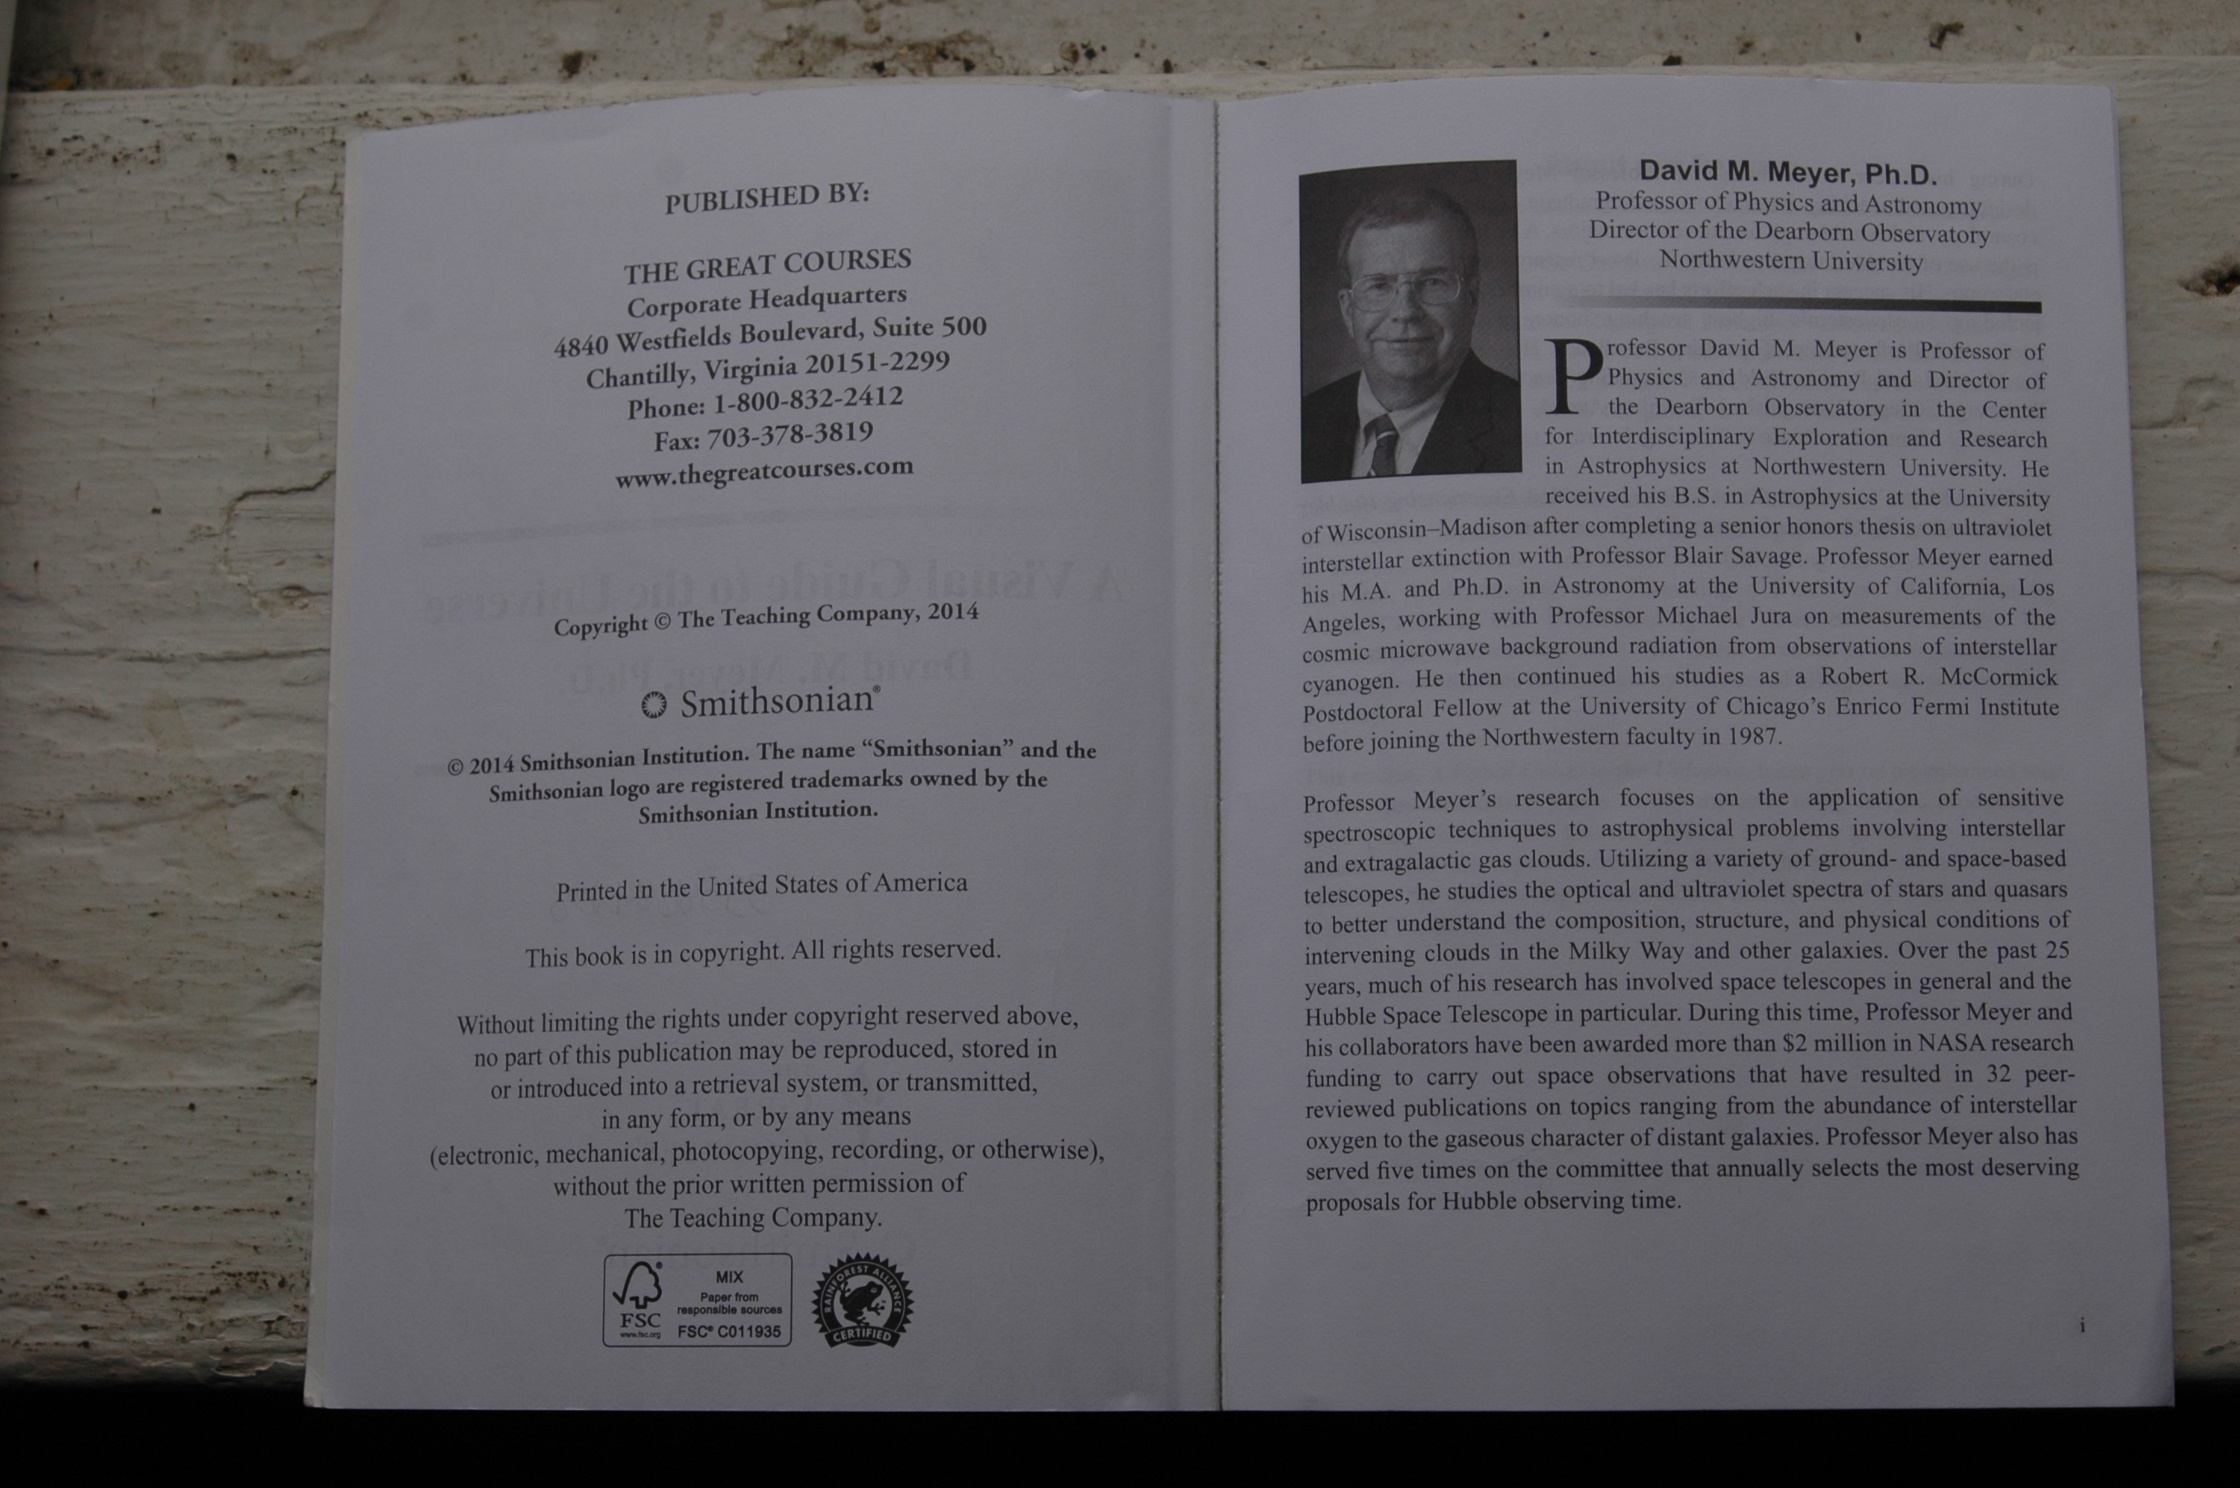 PUBLISHED BY:
THE GREAT COURSES
Corporate Headquarters
4840 Westfields Boulevard, Suite 500
Chantilly, Virginia 20151-2299
Phone: 1-800-832-2412
Fax: 703-378-3819
www.thegreatcourses.com
Copyright © The Teaching Company, 2014
Smithsonian®
© 2014 Smithsonian Institution. The name “Smithsonian” and the
Smithsonian logo are registered trademarks owned by the
Smithsonian Institution.
Printed in the United States of America
This book is in copyright. All rights reserved.
Without limiting the rights under copyright reserved above,
no part of this publication may be reproduced, stored in
or introduced into a retrieval system, or transmitted,
in any form, or by any means
(electronic, mechanical, photocopying, recording, or otherwise),
without the prior written permission of
The Teaching Company.
FSC
www.fsc.org
MIX
Paper from
responsible sources
FSC® C011935
RAINFOREST ALLIANCE
CERTIFIED
David M. Meyer, Ph.D.
Professor of Physics and Astronomy
Director of the Dearborn Observatory
Northwestern University
Professor David M. Meyer is Professor of
Physics and Astronomy and Director of
the Dearborn Observatory in the Center
for Interdisciplinary Exploration and Research
in Astrophysics at Northwestern University. He
received his B.S. in Astrophysics at the University
of Wisconsin–Madison after completing a senior honors thesis on ultraviolet
interstellar extinction with Professor Blair Savage. Professor Meyer earned
his M.A. and Ph.D. in Astronomy at the University of California, Los
Angeles, working with Professor Michael Jura on measurements of the
cosmic microwave background radiation from observations of interstellar
cyanogen. He then continued his studies as a Robert R. McCormick
Postdoctoral Fellow at the University of Chicago’s Enrico Fermi Institute
before joining the Northwestern faculty in 1987.
Professor Meyer’s research focuses on the application of sensitive
spectroscopic techniques to astrophysical problems involving interstellar
and extragalactic gas clouds. Utilizing a variety of ground- and space-based
telescopes, he studies the optical and ultraviolet spectra of stars and quasars
to better understand the composition, structure, and physical conditions of
intervening clouds in the Milky Way and other galaxies. Over the past 25
years, much of his research has involved space telescopes in general and the
Hubble Space Telescope in particular. During this time, Professor Meyer and
his collaborators have been awarded more than $2 million in NASA research
funding to carry out space observations that have resulted in 32 peer-
reviewed publications on topics ranging from the abundance of interstellar
oxygen to the gaseous character of distant galaxies. Professor Meyer also has
served five times on the committee that annually selects the most deserving
proposals for Hubble observing time.
i